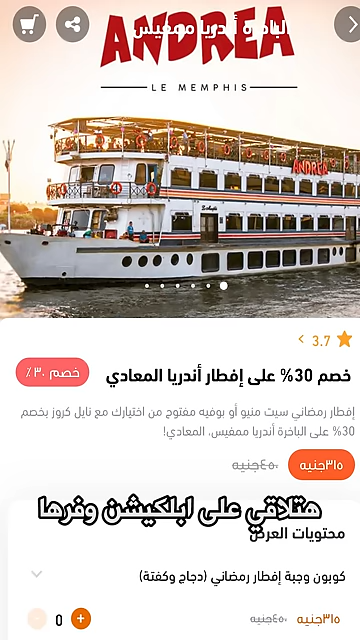 الباخرة أندريا ممفيس
ANDREA
LE MEMPHIS
ANDREA
3.7
خصم 30% على إفطار أندريا المعادي
خصم ٣٠٪
إفطار رمضاني سيت منيو أو بوفيه مفتوح من اختيارك مع نايل كروز بخصم
30% على الباخرة أندريا ممفيس، المعادي!
٣١٥جنيه
٤٥٠جنيه
هتلاقي على ابلكيشن وفرها
محتويات العرض
كوبون وجبة إفطار رمضاني (دجاج وكفتة)
٣١٥جنيه
٤٥٠جنيه
0